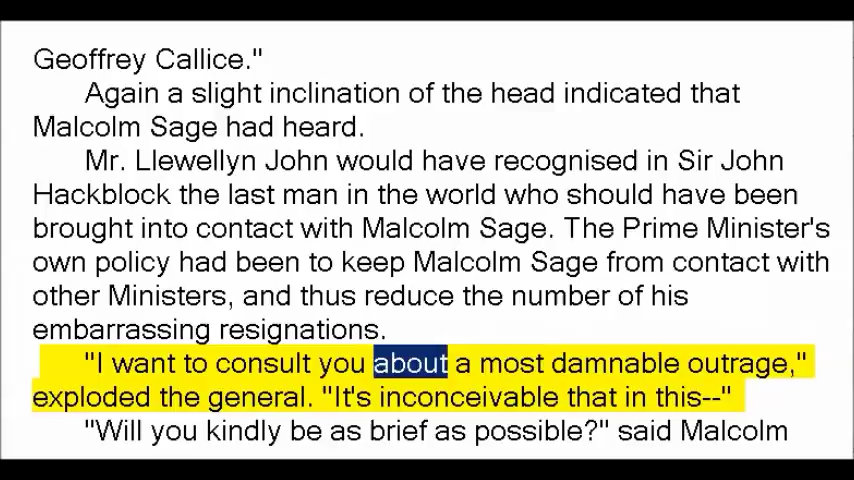 Geoffrey Callice."
Again a slight inclination of the head indicated that
Malcolm Sage had heard.
Mr. Llewellyn John would have recognised in Sir John
Hackblock the last man in the world who should have been
brought into contact with Malcolm Sage. The Prime Minister's
own policy had been to keep Malcolm Sage from contact with
other Ministers, and thus reduce the number of his
embarrassing resignations.
"I want to consult you about a most damnable outrage,"
exploded the general. "It's inconceivable that in this--"
"Will you kindly be as brief as possible?" said Malcolm